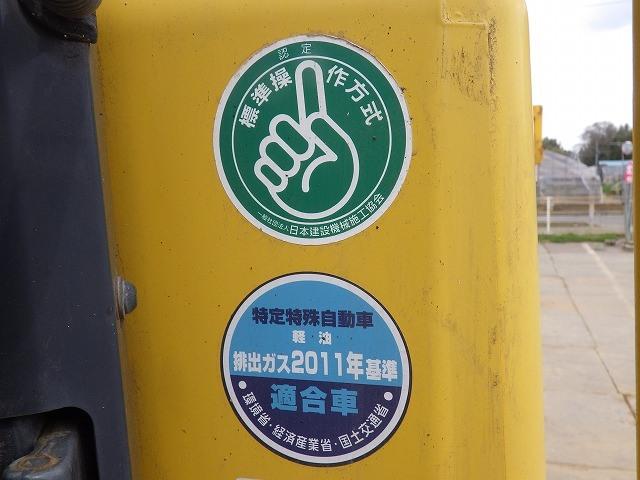 認定
標準操作方式
一般社団法人日本建設機械施工協会
特定特殊自動車
軽油
排出ガス2011年基準
適合車
環境省・経済産業省・国土交通省